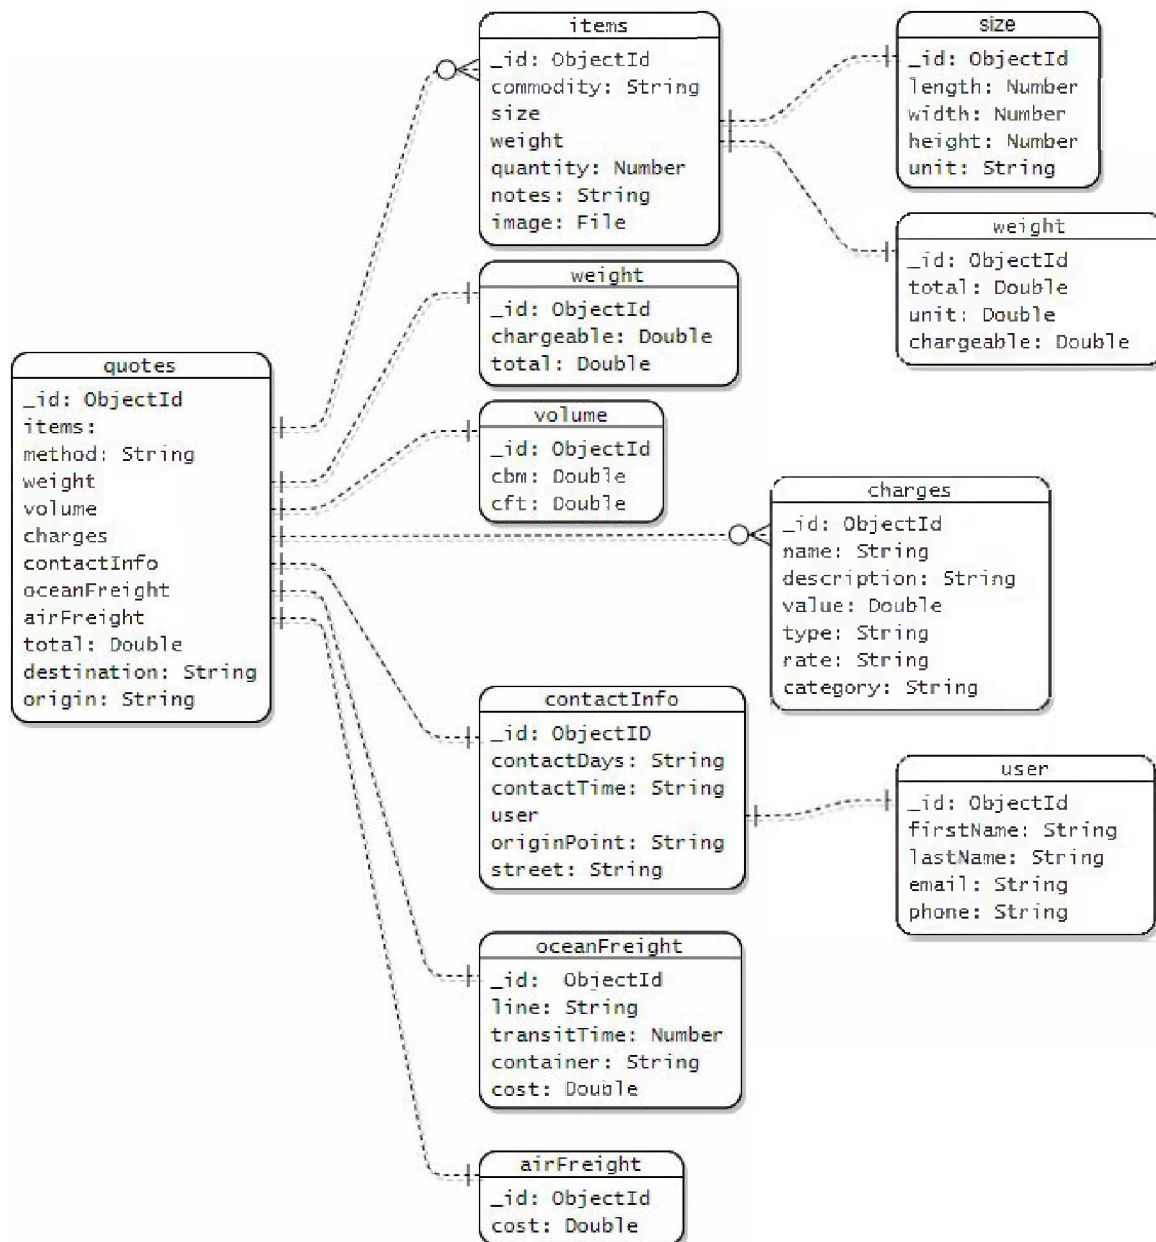 items
_id: ObjectId
commodity: String
size
weight
quantity: Number
notes: String
image: File
size
_id: ObjectId
length: Number
width: Number
height: Number
unit: String
weight
_id: ObjectId
total: Double
unit: Double
chargeable: Double
weight
_id: ObjectId
chargeable: Double
total: Double
quotes
_id: ObjectId
items:
method: String
weight
volume
charges
contactInfo
oceanFreight
airFreight
total: Double
destination: String
origin: String
volume
_id: ObjectId
cbm: Double
cft: Double
charges
_id: ObjectId
name: String
description: String
value: Double
type: String
rate: String
category: String
contactInfo
_id: ObjectID
contactDays: String
contactTime: String
user
originPoint: String
street: String
user
_id: ObjectId
firstName: String
lastName: String
email: String
phone: String
oceanFreight
_id:  ObjectId
line: String
transitTime: Number
container: String
cost: Double
airFreight
_id: ObjectId
cost: Double